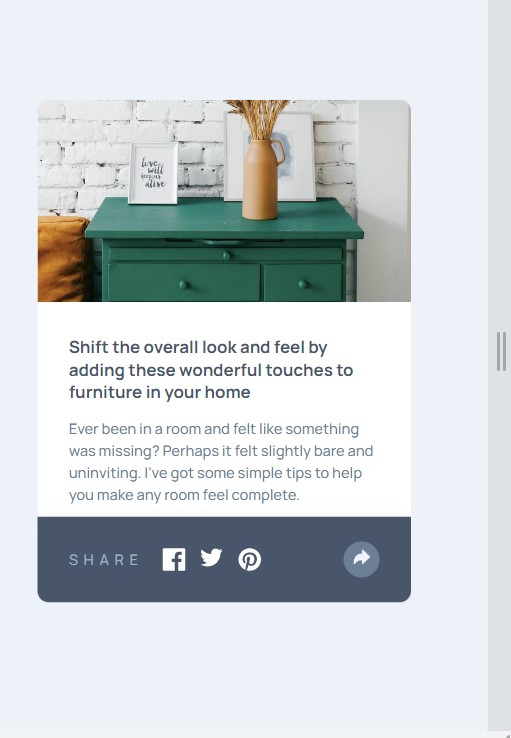 love
will
keep us
alive
Shift the overall look and feel by
adding these wonderful touches to
furniture in your home
Ever been in a room and felt like something
was missing? Perhaps it felt slightly bare and
uninviting. I've got some simple tips to help
you make any room feel complete.
SHARE